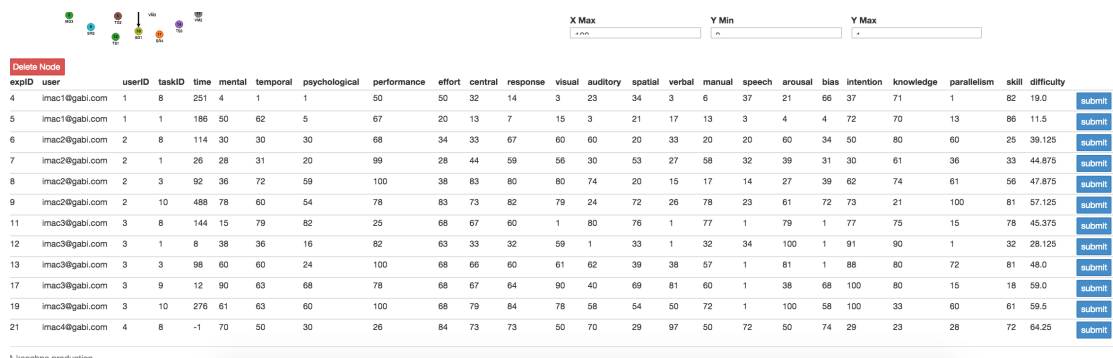 X Max Y Min Y Max
Delete Node
expID user userID taskID time mental temporal psychological performance effort central response visual auditory spatial verbal manual speech arousal bias intention knowledge parallelism skill difficulty
4 imac1@gabi.com 1 8 251 4 1 1 50 50 32 14 3 23 34 3 6 37 21 66 37 71 1 82 19.0 submit
5 imac1@gabi.com 1 1 186 50 62 5 67 20 13 7 15 3 21 17 13 3 4 4 72 70 13 86 11.5 submit
6 imac2@gabi.com 2 8 114 30 30 30 68 34 33 67 60 60 20 33 20 20 60 34 50 80 60 25 39.125 submit
7 imac2@gabi.com 2 1 26 28 31 20 99 28 44 59 56 30 53 27 58 32 39 31 30 61 36 33 44.875 submit
8 imac2@gabi.com 2 3 92 36 72 59 100 38 83 80 80 74 20 15 17 14 27 39 62 74 61 56 47.875 submit
9 imac2@gabi.com 2 10 488 78 60 54 78 83 73 82 79 24 72 26 78 23 61 72 73 21 100 81 57.125 submit
11 imac3@gabi.com 3 8 144 15 79 82 25 68 67 60 1 80 76 1 77 1 79 1 77 75 15 78 45.375 submit
12 imac3@gabi.com 3 1 8 38 36 16 82 63 33 32 59 1 33 1 32 34 100 1 91 90 1 32 28.125 submit
13 imac3@gabi.com 3 3 98 60 60 24 100 68 66 60 61 62 39 38 57 1 81 1 88 80 72 81 48.0 submit
17 imac3@gabi.com 3 9 12 90 63 68 78 68 67 64 90 40 69 81 60 1 38 68 100 80 15 18 59.0 submit
19 imac3@gabi.com 3 10 276 61 63 60 100 68 79 84 78 58 54 50 72 1 100 58 100 33 60 61 59.5 submit
21 imac4@gabi.com 4 8 -1 70 50 30 26 84 73 73 50 70 29 97 50 72 50 74 29 23 28 72 64.25 submit